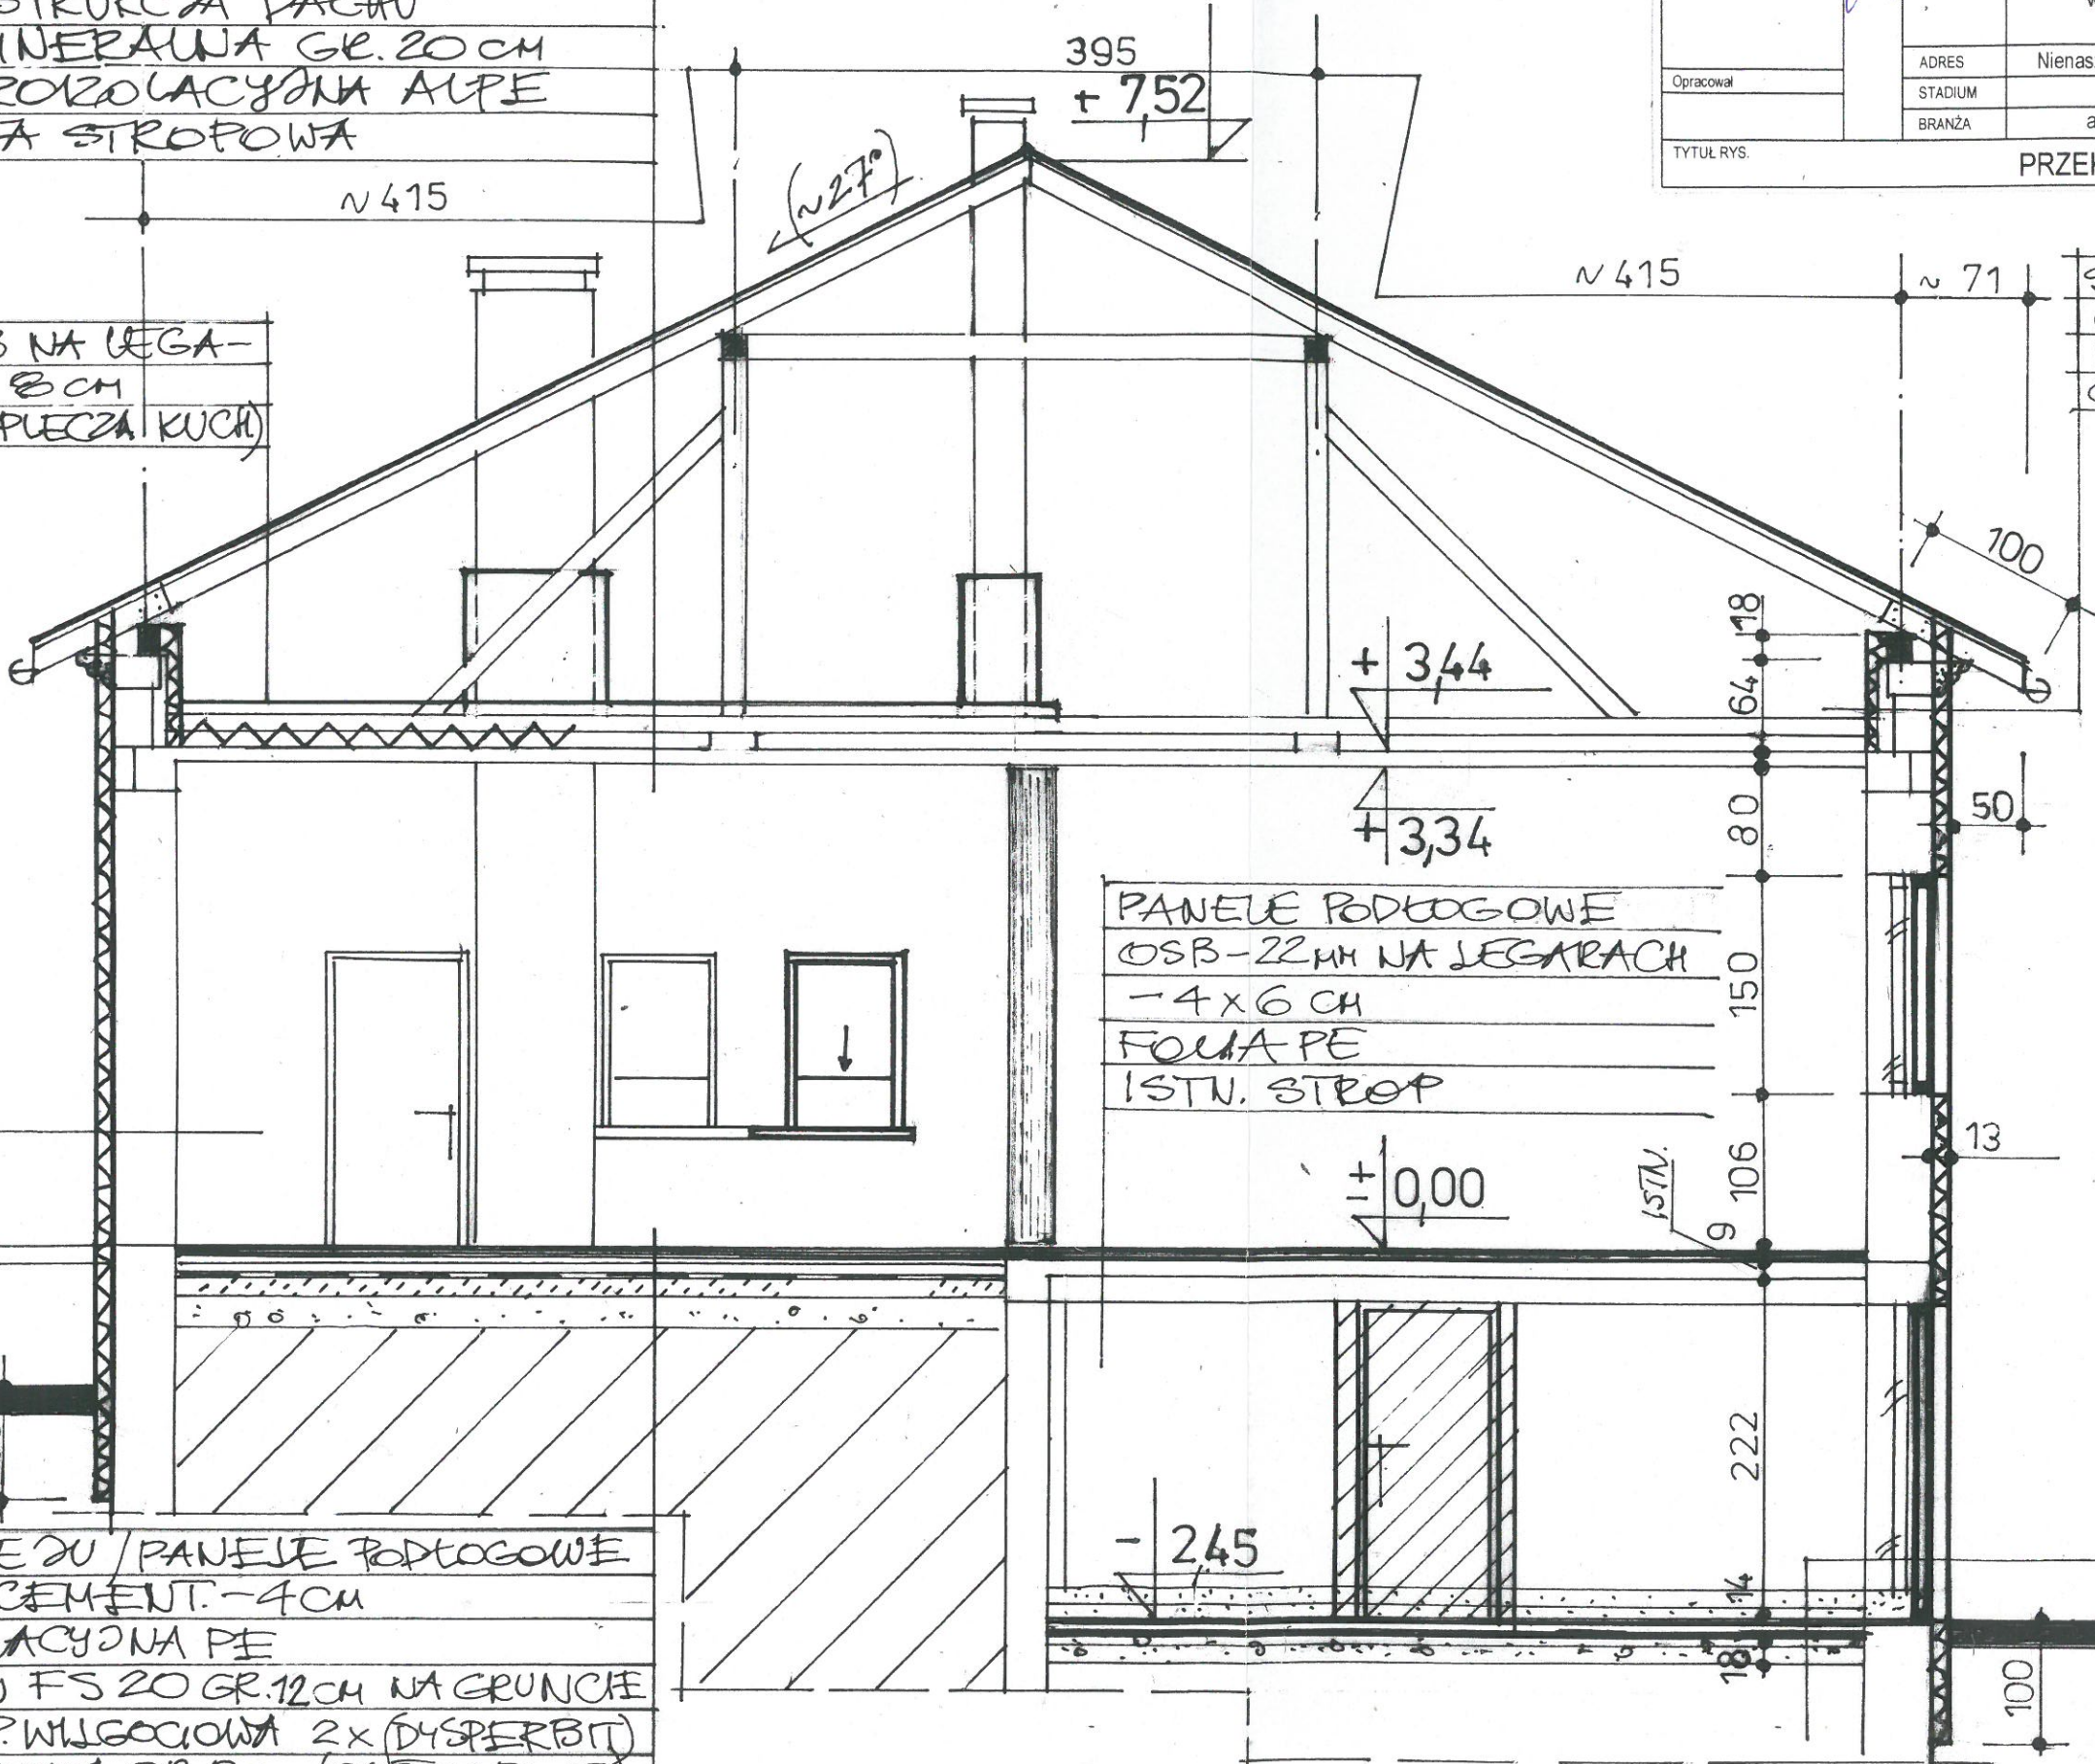 STRUKCJA DACHU
INERALNA GR. 20 CM
ROIZOLACYJNA ALPE
A STROPOWA
~415
395
+ 7,52
(~27°)
Opracował
ADRES
Nienas
STADIUM
BRANŻA
a
TYTUŁ RYS.
PRZEK
~415
~ 71
NA LEGA-
8 CM
PLECZA KUCH)
100
18
64
+ 3,44
+ 3,34
80
50
PANELE PODŁOGOWE
OSB-22MM NA LEGARACH
- 4 x 6 CM
FOLIA PE
ISTN. STROP
150
13
106
ISTN.
9
± 0,00
222
- 2,45
14
18
100
EJU / PANELE PODŁOGOWE
CEMENT. - 4 CM
ACYJNA PE
FS 20 GR. 12 CM NA GRUNCIE
P. WILGOCIOWA 2x (DYSPERBIT)